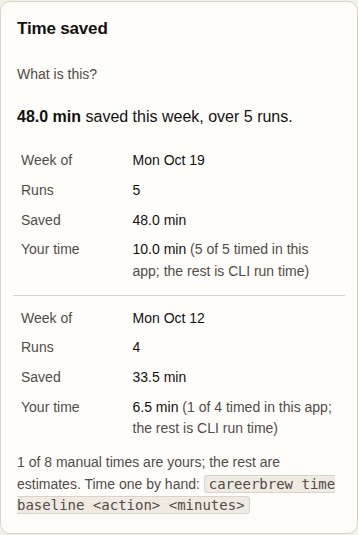 Time saved
What is this?
48.0 min saved this week, over 5 runs.
Week of Mon Oct 19
Runs 5
Saved 48.0 min
Your time 10.0 min (5 of 5 timed in this
app; the rest is CLI run time)
Week of Mon Oct 12
Runs 4
Saved 33.5 min
Your time 6.5 min (1 of 4 timed in this app;
the rest is CLI run time)
1 of 8 manual times are yours; the rest are
estimates. Time one by hand: careerbrew time
baseline <action> <minutes>